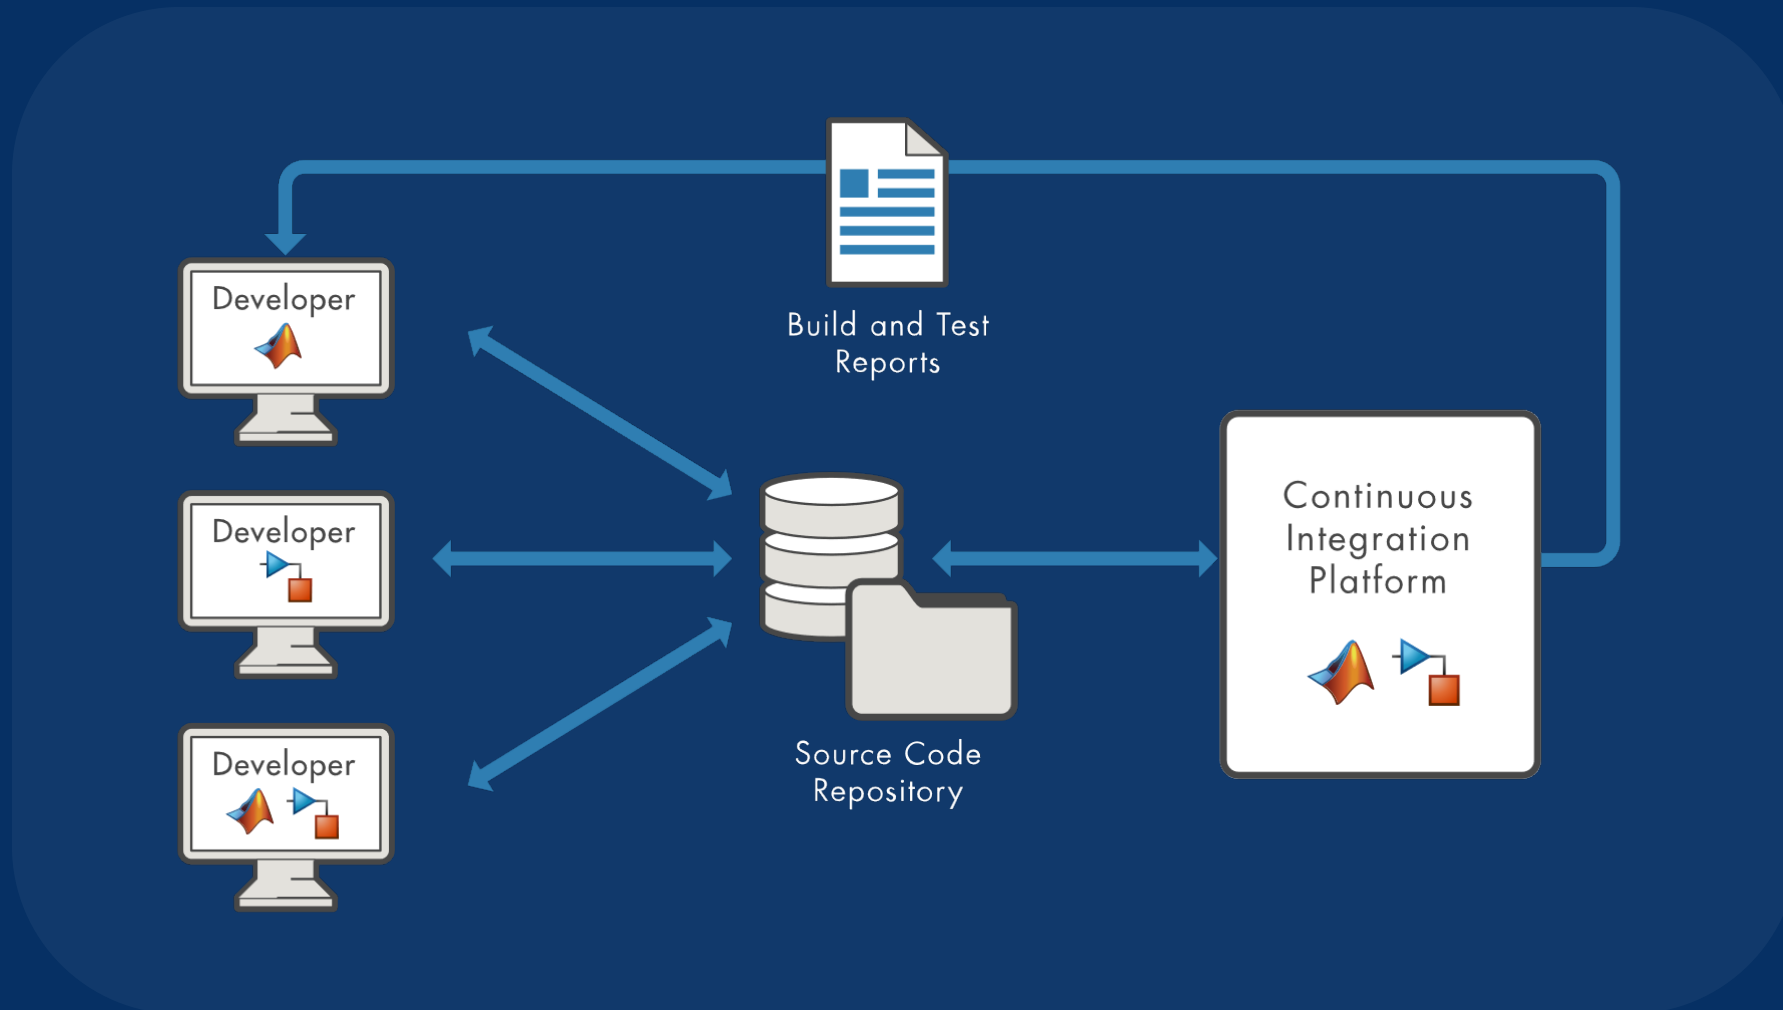 Build and Test
Reports
Developer
Developer
Developer
Source Code
Repository
Continuous
Integration
Platform